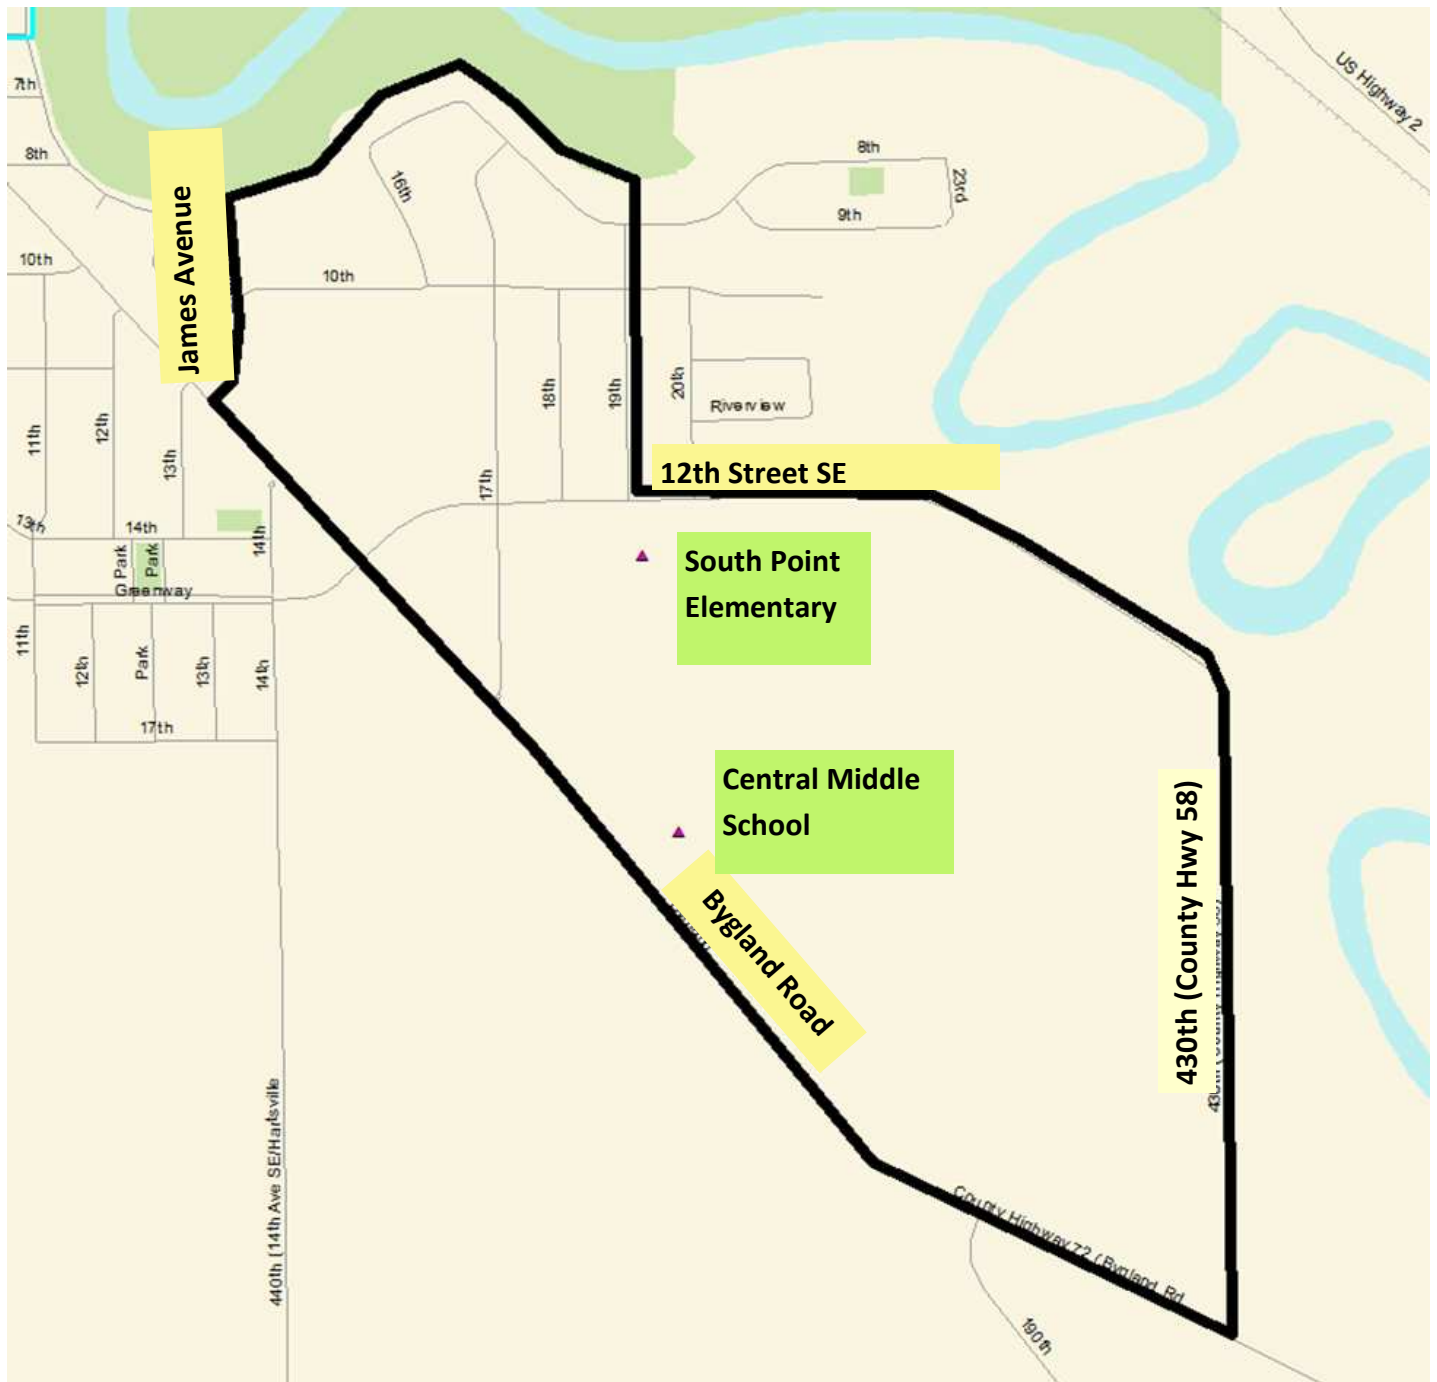 US Highway 2
7th
8th
8th
16th
23rd
9th
James Avenue
10th
10th
18th
19th
20th
Riverview
11th
12th
13th
17th
12th Street SE
13th
14th
14th
South Point
Elementary
G Park
Park
Greenway
11th
12th
Park
13th
14th
17th
Central Middle
School
Bygland Road
430th (County Hwy 58)
440th (14th Ave SE/Hartsville
County Highway 72 (Bygland Rd
190th